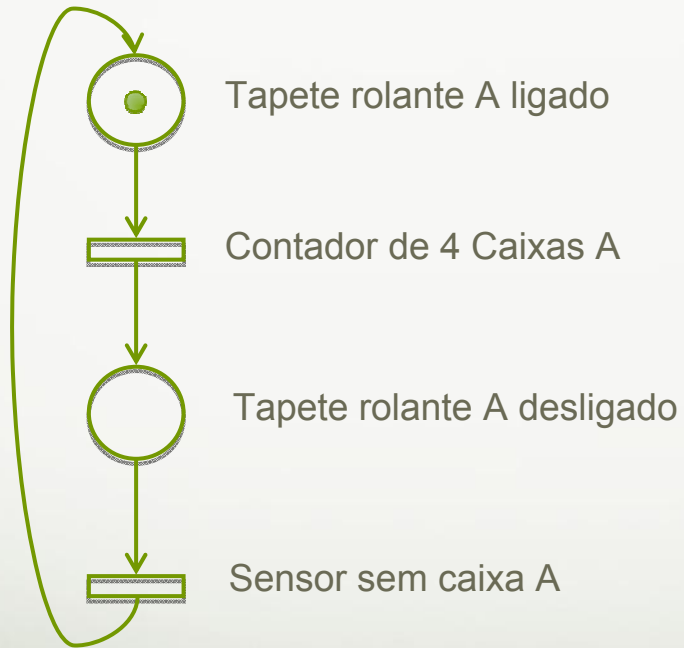 Tapete rolante A ligado
Contador de 4 Caixas A
Tapete rolante A desligado
Sensor sem caixa A